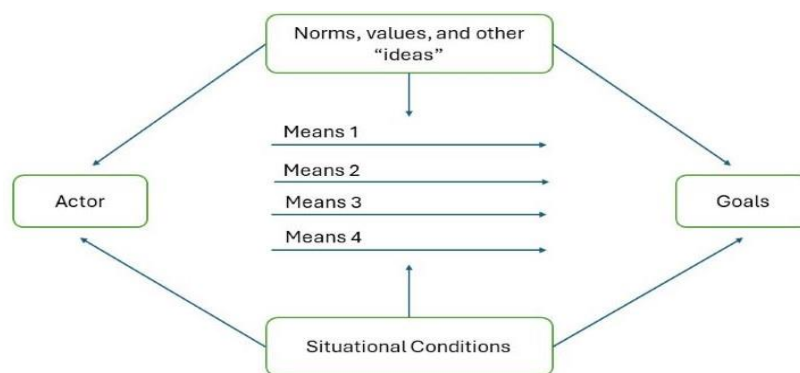 Norms, values, and other
“ideas”
Means 1
Means 2
Means 3
Means 4
Actor
Goals
Situational Conditions